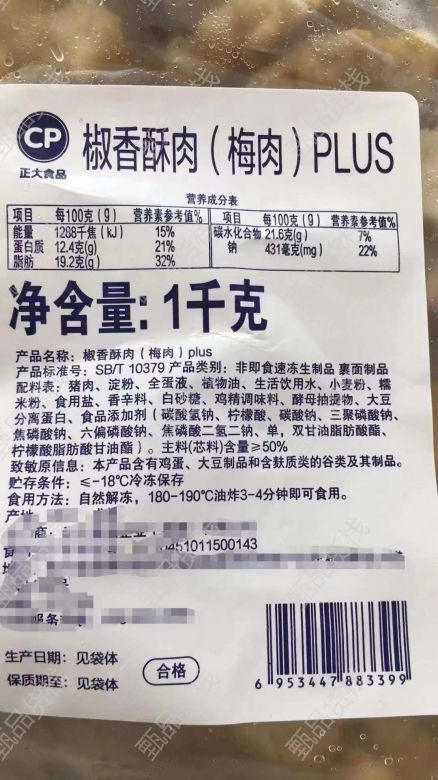 CP
正大食品
椒香酥肉（梅肉）PLUS
营养成分表
项目 每100克（g） 营养素参考值% 项目 每100克（g） 营养素参考值%
能量 1288千焦（kJ） 15% 碳水化合物 21.6克(g) 7%
蛋白质 12.4克(g) 21% 钠 431毫克(mg) 22%
脂肪 19.2克(g) 32%
净含量：1千克
产品名称：椒香酥肉（梅肉）plus
产品标准号：SB/T 10379 产品类别：非即食速冻生制品 裹面制品
配料表：猪肉、淀粉、全蛋液、植物油、生活饮用水、小麦粉、糯
米粉、食用盐、香辛料、白砂糖、鸡精调味料、酵母抽提物、大豆
分离蛋白、食品添加剂（碳酸氢钠、柠檬酸、碳酸钠、三聚磷酸钠、
焦磷酸钠、六偏磷酸钠、焦磷酸二氢二钠、单，双甘油脂肪酸酯、
柠檬酸脂肪酸甘油酯）。主料(芯料)含量≥50%
致敏原信息：本产品含有鸡蛋、大豆制品和含麸质类的谷类及其制品。
贮存条件：≤-18℃冷冻保存
食用方法：自然解冻，180-190℃油炸3-4分钟即可食用。
产地
商：
0451011500143
品
服务
生产日期：见袋体
保质期至：见袋体
合格
6 953447 883399
甄品货栈